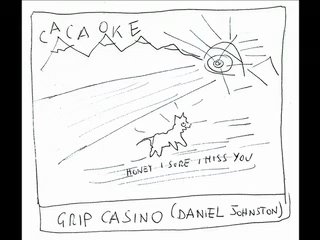 CACAOKE
HONEY I SURE I MISS YOU
GRIP CASINO (DANIEL JOHNSTON)